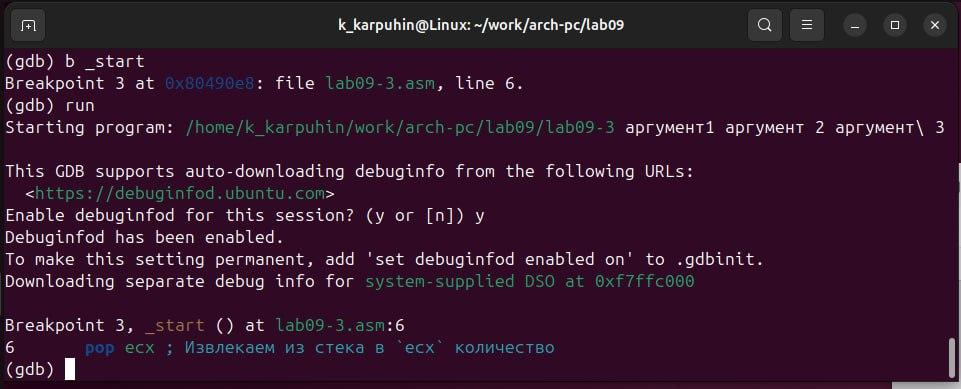 k_karpuhin@Linux: ~/work/arch-pc/lab09
(gdb) b _start
Breakpoint 3 at 0x80490e8: file lab09-3.asm, line 6.
(gdb) run
Starting program: /home/k_karpuhin/work/arch-pc/lab09/lab09-3 аргумент1 аргумент 2 аргумент\ 3
This GDB supports auto-downloading debuginfo from the following URLs:
<https://debuginfod.ubuntu.com>
Enable debuginfod for this session? (y or [n]) y
Debuginfod has been enabled.
To make this setting permanent, add 'set debuginfod enabled on' to .gdbinit.
Downloading separate debug info for system-supplied DSO at 0xf7ffc000
Breakpoint 3, _start () at lab09-3.asm:6
6 pop ecx ; Извлекаем из стека в `ecx` количество
(gdb)